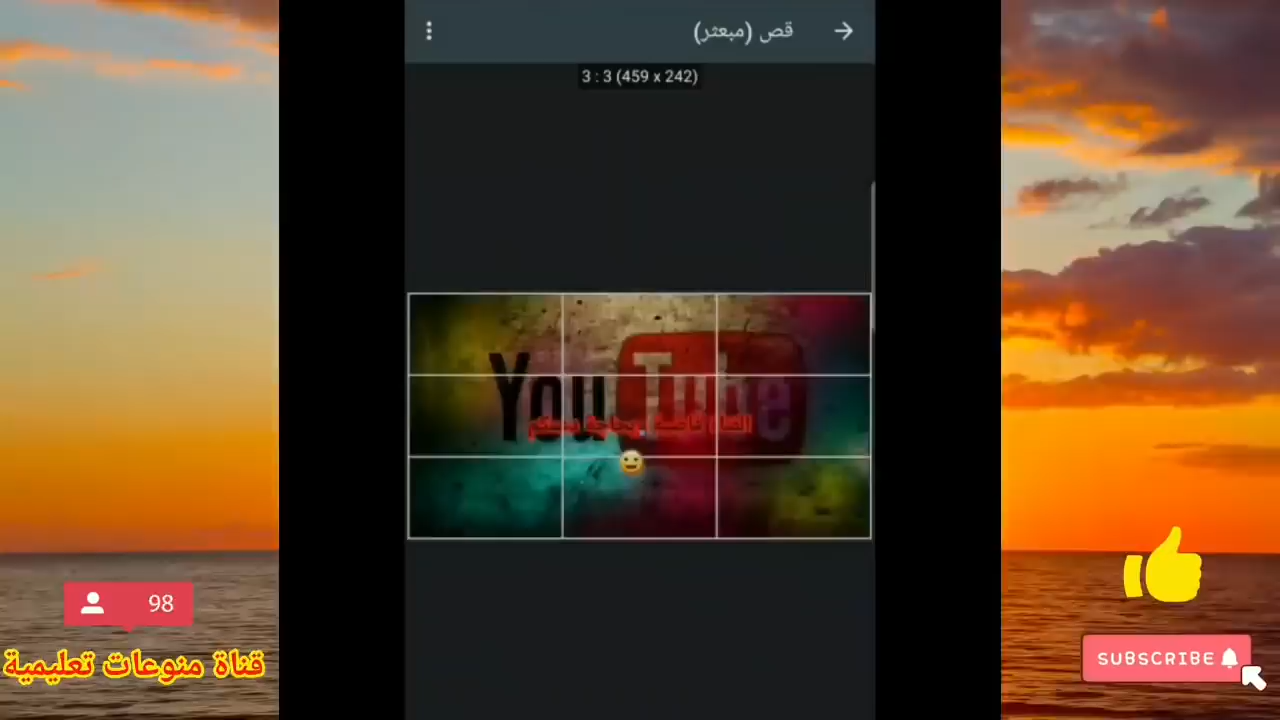 قص (مبعثر)
3 : 3 (459 x 242)
YouTube
98
قناة منوعات تعليمية
SUBSCRIBE